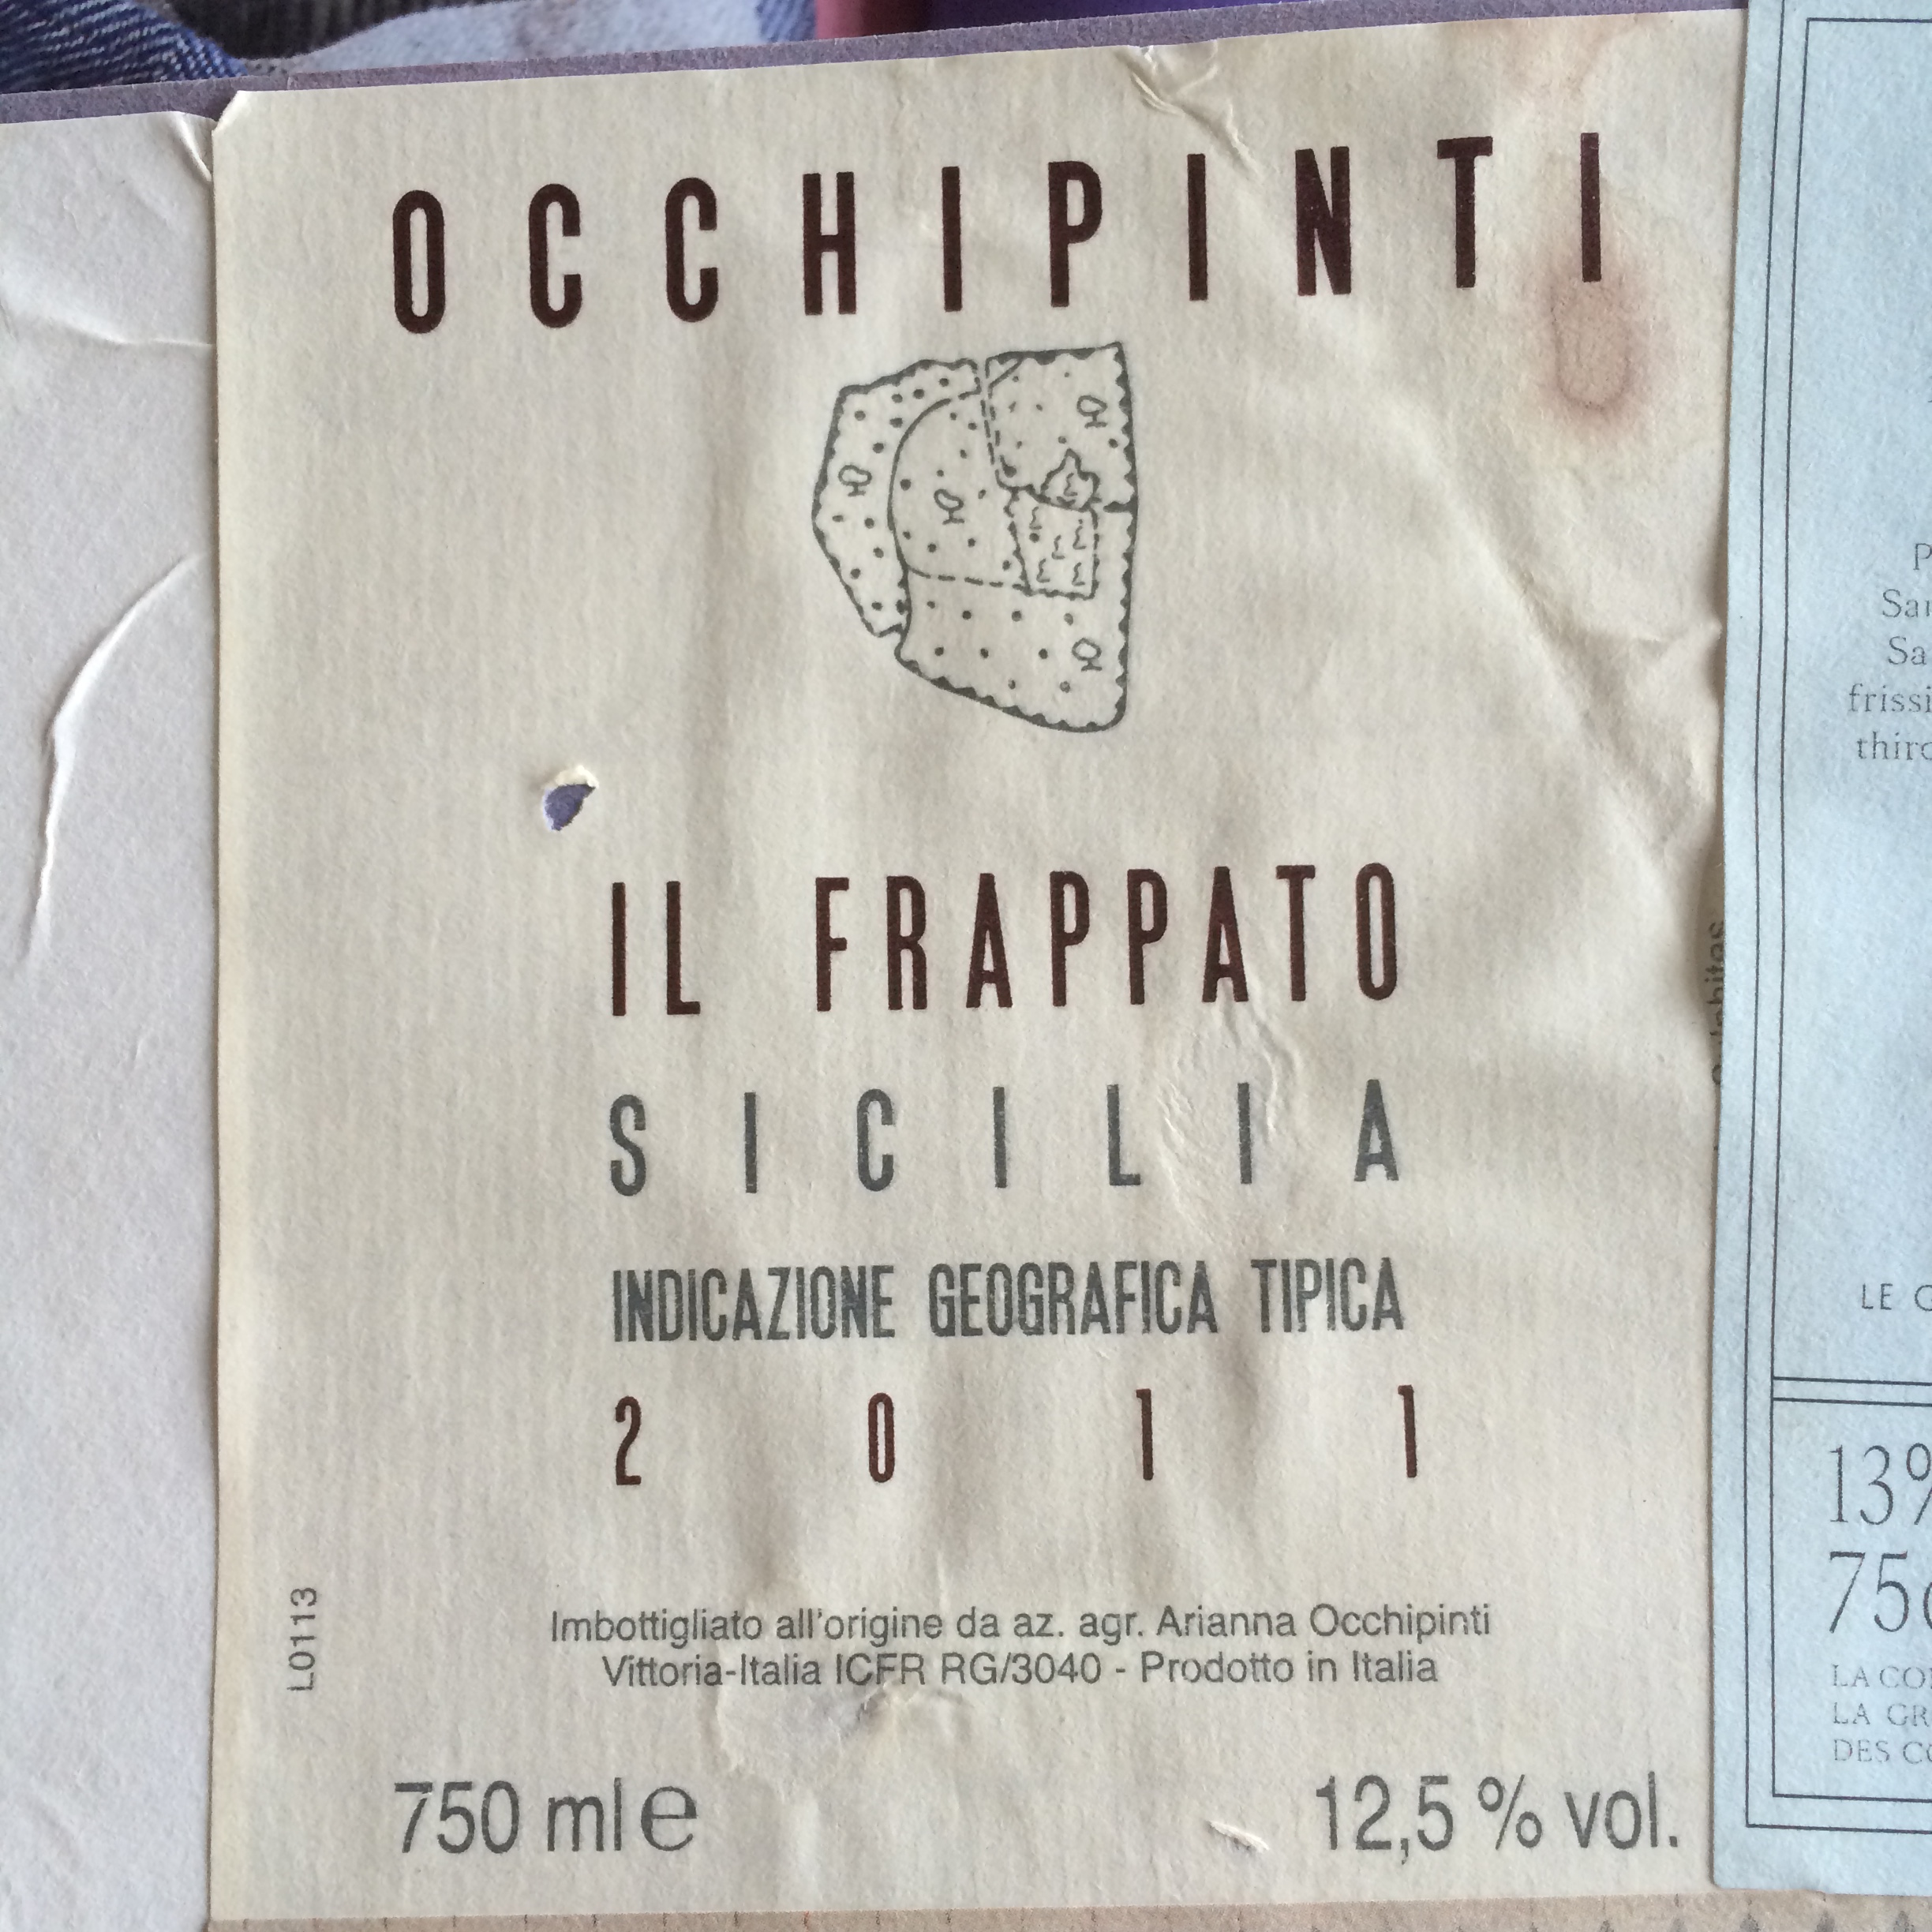 OCCHIPINTI
IL FRAPPATO
SICILIA
INDICAZIONE GEOGRAFICA TIPICA
2011
L0113
Imbottigliato all'origine da az. agr. Arianna Occhipinti
Vittoria-Italia ICFR RG/3040 - Prodotto in Italia
750 ml e
12,5 % vol.
LE
13%
LA
LA
DES